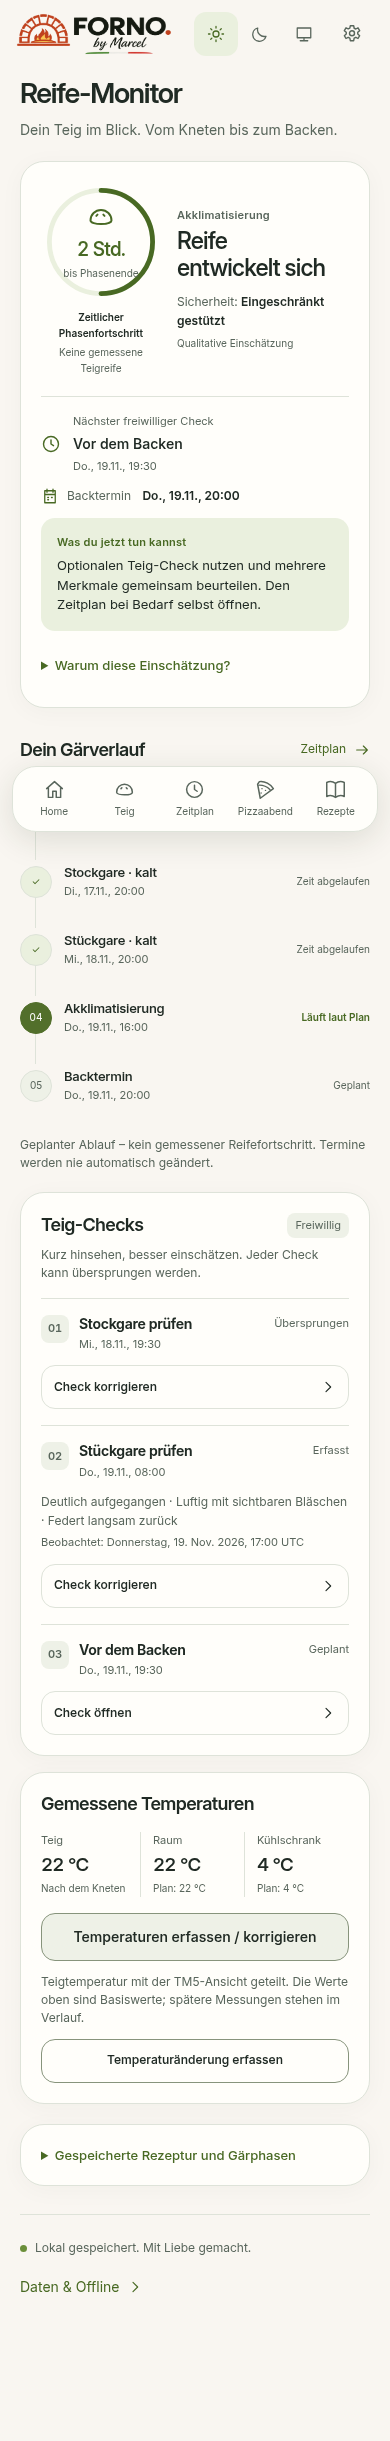 FORNO.
by Marcel
Reife-Monitor
Dein Teig im Blick. Vom Kneten bis zum Backen.
2 Std.
bis Phasenende
Zeitlicher
Phasenfortschritt
Keine gemessene
Teigreife
Akklimatisierung
Reife
entwickelt sich
Sicherheit: Eingeschränkt
gestützt
Qualitative Einschätzung
Nächster freiwilliger Check
Vor dem Backen
Do., 19.11., 19:30
Backtermin Do., 19.11., 20:00
Was du jetzt tun kannst
Optionalen Teig-Check nutzen und mehrere
Merkmale gemeinsam beurteilen. Den
Zeitplan bei Bedarf selbst öffnen.
Warum diese Einschätzung?
Dein Gärverlauf
Zeitplan
Home
Teig
Zeitplan
Pizzaabend
Rezepte
Stockgare · kalt
Di., 17.11., 20:00
Zeit abgelaufen
Stückgare · kalt
Mi., 18.11., 20:00
Zeit abgelaufen
04
Akklimatisierung
Do., 19.11., 16:00
Läuft laut Plan
05
Backtermin
Do., 19.11., 20:00
Geplant
Geplanter Ablauf – kein gemessener Reifefortschritt. Termine
werden nie automatisch geändert.
Teig-Checks
Freiwillig
Kurz hinsehen, besser einschätzen. Jeder Check
kann übersprungen werden.
01
Stockgare prüfen
Mi., 18.11., 19:30
Übersprungen
Check korrigieren
02
Stückgare prüfen
Do., 19.11., 08:00
Erfasst
Deutlich aufgegangen · Luftig mit sichtbaren Bläschen
· Federt langsam zurück
Beobachtet: Donnerstag, 19. Nov. 2026, 17:00 UTC
Check korrigieren
03
Vor dem Backen
Do., 19.11., 19:30
Geplant
Check öffnen
Gemessene Temperaturen
Teig
22 °C
Nach dem Kneten
Raum
22 °C
Plan: 22 °C
Kühlschrank
4 °C
Plan: 4 °C
Temperaturen erfassen / korrigieren
Teigtemperatur mit der TM5-Ansicht geteilt. Die Werte
oben sind Basiswerte; spätere Messungen stehen im
Verlauf.
Temperaturänderung erfassen
Gespeicherte Rezeptur und Gärphasen
Lokal gespeichert. Mit Liebe gemacht.
Daten & Offline